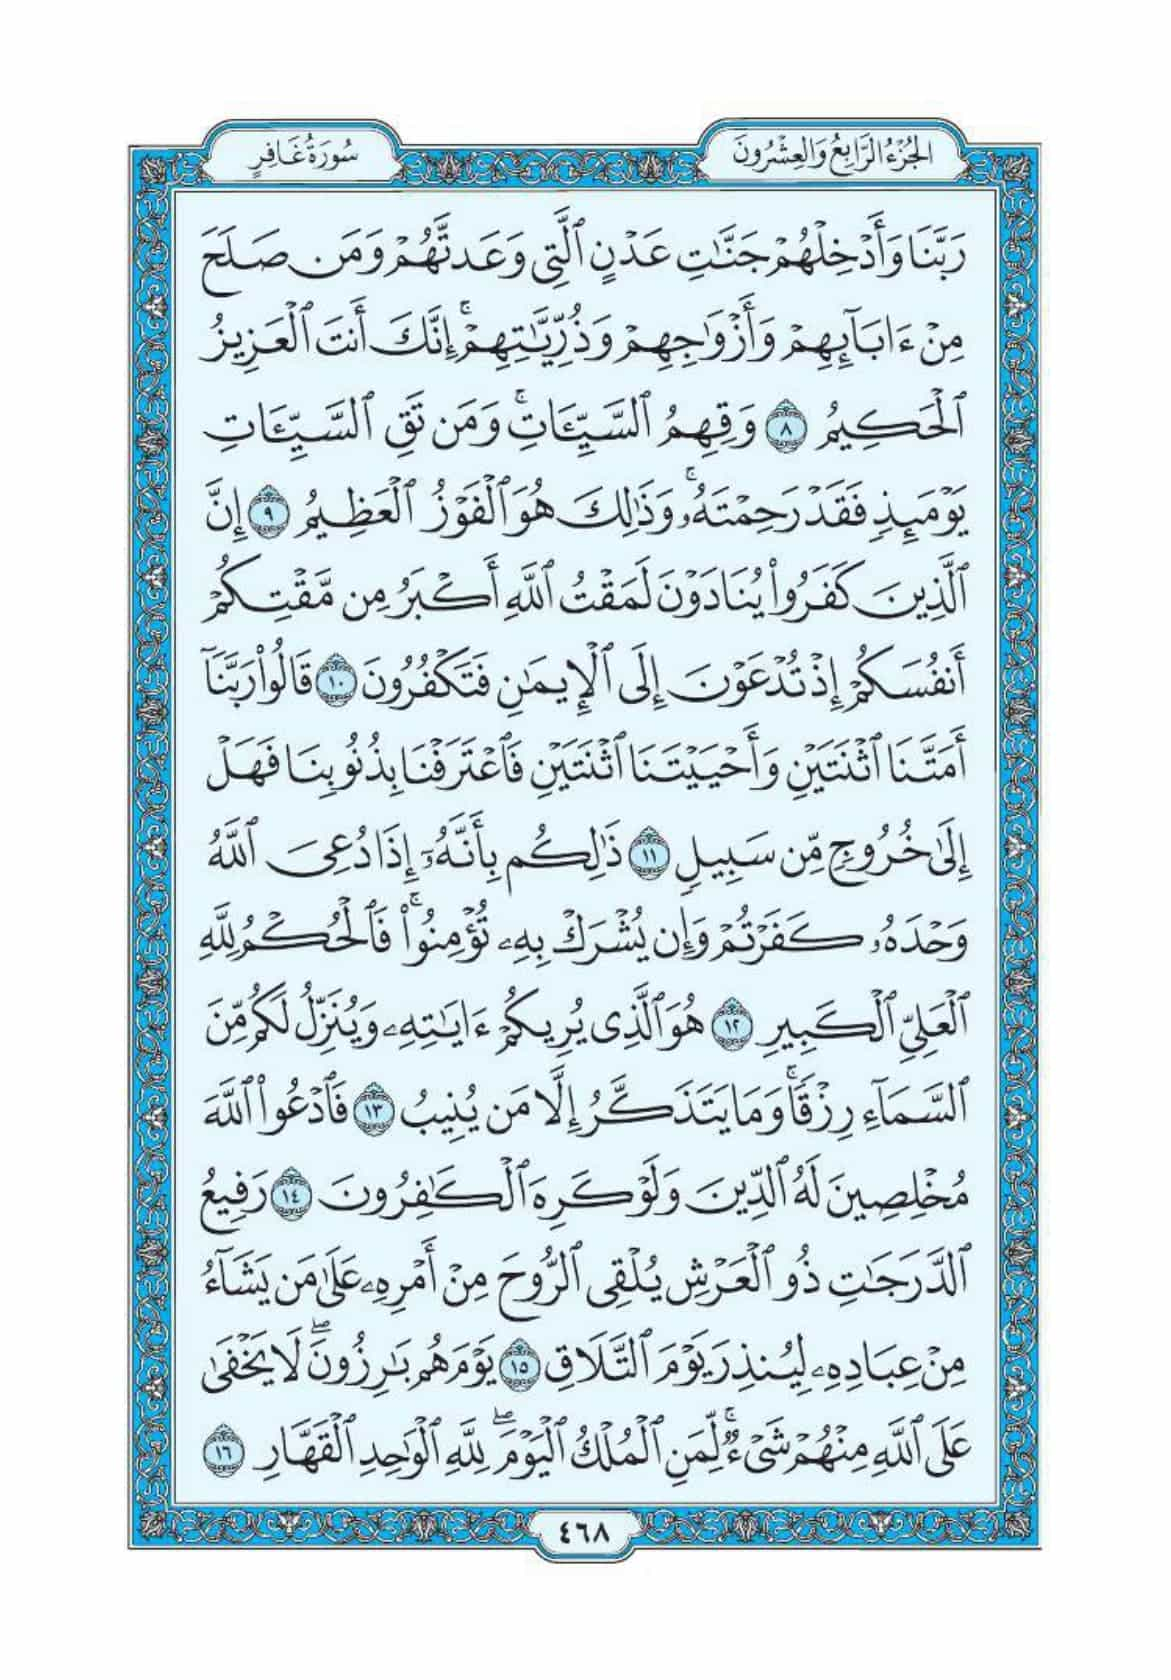 الجُزْءُ الرَّابِعُ وَالعِشْرُونَ
سُورَةُ غَافِرٍ
رَبَّنَا وَأَدْخِلْهُمْ جَنَّٰتِ عَدْنٍ ٱلَّتِي وَعَدتَّهُمْ وَمَن صَلَحَ
مِنْ ءَابَآئِهِمْ وَأَزْوَٰجِهِمْ وَذُرِّيَّٰتِهِمْۚ إِنَّكَ أَنتَ ٱلْعَزِيزُ
ٱلْحَكِيمُ ٨ وَقِهِمُ ٱلسَّيِّـَٔاتِۚ وَمَن تَقِ ٱلسَّيِّـَٔاتِ
يَوْمَئِذٍ فَقَدْ رَحِمْتَهُۥۚ وَذَٰلِكَ هُوَ ٱلْفَوْزُ ٱلْعَظِيمُ ٩ إِنَّ
ٱلَّذِينَ كَفَرُوا۟ يُنَادَوْنَ لَمَقْتُ ٱللَّهِ أَكْبَرُ مِن مَّقْتِكُمْ
أَنفُسَكُمْ إِذْ تُدْعَوْنَ إِلَى ٱلْإِيمَٰنِ فَتَكْفُرُونَ ١٠ قَالُوا۟ رَبَّنَآ
أَمَتَّنَا ٱثْنَتَيْنِ وَأَحْيَيْتَنَا ٱثْنَتَيْنِ فَٱعْتَرَفْنَا بِذُنُوبِنَا فَهَلْ
إِلَىٰ خُرُوجٍ مِّن سَبِيلٍ ١١ ذَٰلِكُم بِأَنَّهُۥٓ إِذَا دُعِيَ ٱللَّهُ
وَحْدَهُۥ كَفَرْتُمْ وَإِن يُشْرَكْ بِهِۦ تُؤْمِنُوا۟ۚ فَٱلْحُكْمُ لِلَّهِ
ٱلْعَلِيِّ ٱلْكَبِيرِ ١٢ هُوَ ٱلَّذِي يُرِيكُمْ ءَايَٰتِهِۦ وَيُنَزِّلُ لَكُم مِّنَ
ٱلسَّمَآءِ رِزْقًاۚ وَمَا يَتَذَكَّرُ إِلَّا مَن يُنِيبُ ١٣ فَٱدْعُوا۟ ٱللَّهَ
مُخْلِصِينَ لَهُ ٱلدِّينَ وَلَوْ كَرِهَ ٱلْكَٰفِرُونَ ١٤ رَفِيعُ
ٱلدَّرَجَٰتِ ذُو ٱلْعَرْشِ يُلْقِي ٱلرُّوحَ مِنْ أَمْرِهِۦ عَلَىٰ مَن يَشَآءُ
مِنْ عِبَادِهِۦ لِيُنذِرَ يَوْمَ ٱلتَّلَاقِ ١٥ يَوْمَ هُم بَٰرِزُونَۖ لَا يَخْفَىٰ
عَلَى ٱللَّهِ مِنْهُمْ شَيْءٌۚ لِّمَنِ ٱلْمُلْكُ ٱلْيَوْمَۖ لِلَّهِ ٱلْوَٰحِدِ ٱلْقَهَّارِ ١٦
٤٦٨